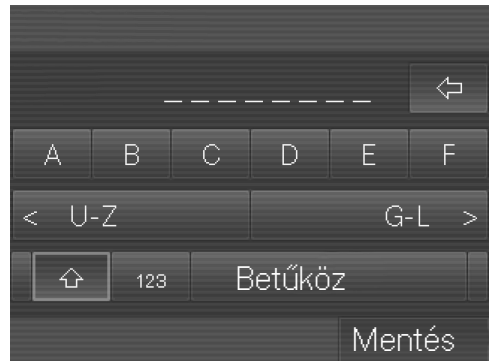 _ _ _ _ _ _ _ _ _
A B C D E F
< U-Z G-L >
123 Betűköz
Mentés